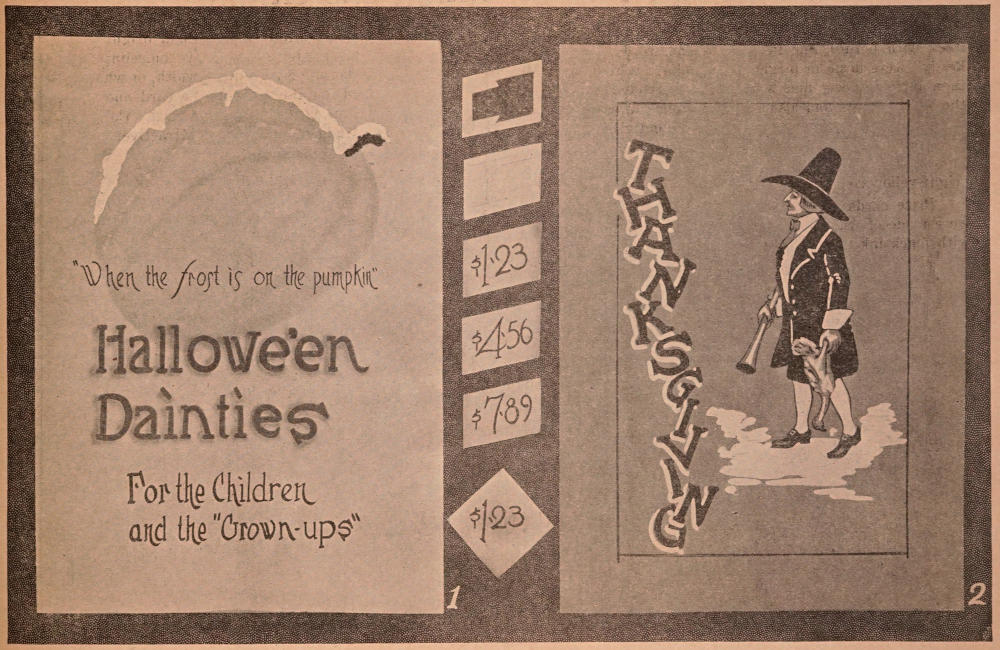 "When the frost is on the pumpkin"
Hallowe'en
Dainties
For the Children
and the "Grown-ups"
1
$1.23
$4.56
$7.89
$1.23
THANKSGIVING
2